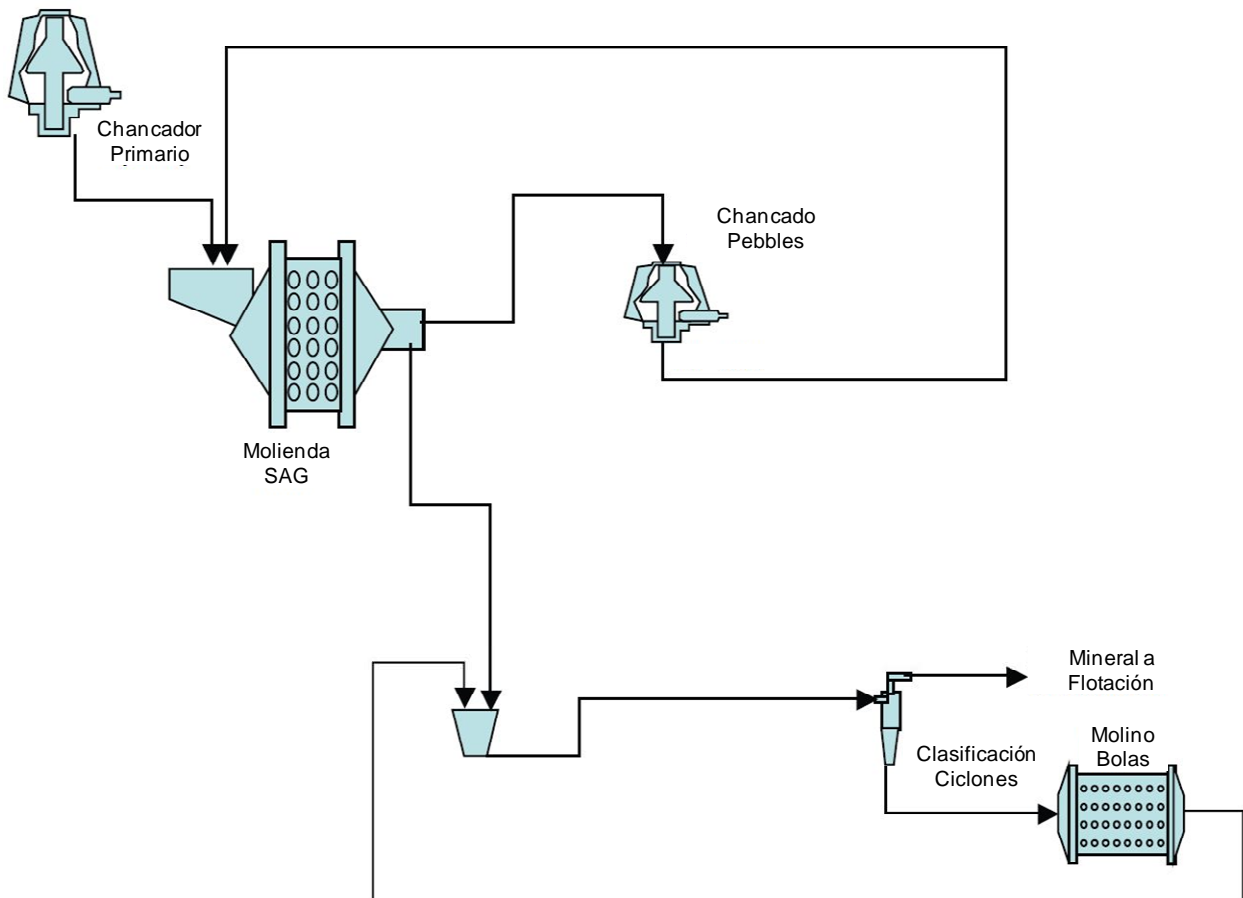 Chancador
Primario
Chancado
Pebbles
Molienda
SAG
Mineral a
Flotación
Molino
Bolas
Clasificación
Ciclones